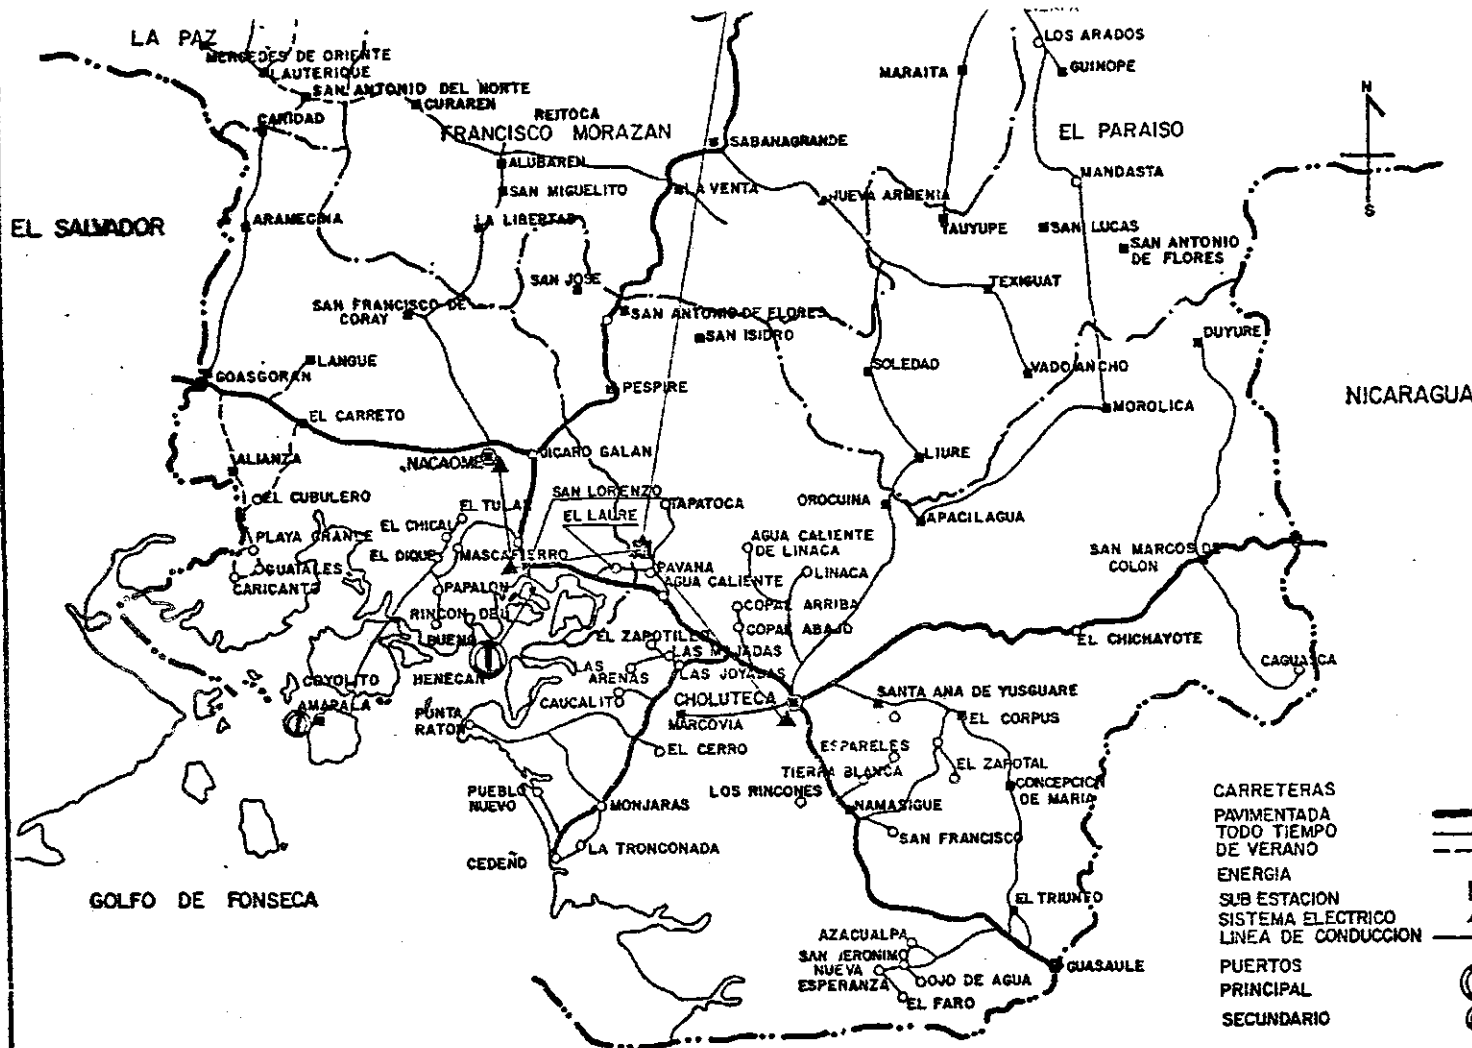 LA PAZ
MERCEDES DE ORIENTE
LAUTERIQUE
SAN ANTONIO DEL NORTE
CURAREN
CARIDAD
REITOCA
FRANCISCO MORAZAN
SABANAGRANDE
MARAITA
LOS ARADOS
GUINOPE
EL PARAISO
N
S
ALUBAREN
SAN MIGUELITO
LA VENTA
NUEVA ARMENIA
MANDASTA
EL SALVADOR
ARAMECINA
LA LIBERTAD
TAUYUPE
SAN LUCAS
SAN ANTONIO
DE FLORES
SAN JOSE
TEXIGUAT
SAN FRANCISCO DE
CORAY
SAN ANTONIO DE FLORES
SAN ISIDRO
DUYURE
LANGUE
GOASGORAN
SOLEDAD
VADO ANCHO
PESPIRE
NICARAGUA
MOROLICA
EL CARRETO
ALIANZA
NACAOME
JICARO GALAN
LIURE
EL CUBULERO
SAN LORENZO
TAPATOCA
OROCUINA
EL TULAR
EL LAURE
APACILAGUA
EL CHICAL
PLAYA GRANDE
AGUA CALIENTE
DE LINACA
EL DIQUE
MASCAFIERRO
SAN MARCOS DE
COLON
GUATALES
PAVANA
LINACA
CARICANTO
AGUA CALIENTE
PAPALON
COPAL ARRIBA
RINCON DEL
BUENO
COPAL ABAJO
EL ZAPOTILLO
EL CHICHAYOTE
LAS MAJADAS
CAGUASCA
COYOLITO
HENECAN
LAS
ARENAS
LAS JOYADAS
AMAPALA
CAUCALITO
CHOLUTECA
SANTA ANA DE YUSGUARE
PUNTA
RATON
MARCOVIA
EL CORPUS
EL CERRO
ESPARELES
EL ZAPOTAL
TIERRA BLANCA
PUEBLO
NUEVO
LOS RINCONES
CONCEPCION
DE MARIA
MONJARAS
NAMASIGUE
SAN FRANCISCO
LA TRONCONADA
CEDEÑO
GOLFO DE FONSECA
EL TRIUNFO
AZACUALPA
SAN JERONIMO
NUEVA
ESPERANZA
OJO DE AGUA
EL FARO
GUASAULE
CARRETERAS
PAVIMENTADA
TODO TIEMPO
DE VERANO
ENERGIA
SUB ESTACION
SISTEMA ELECTRICO
LINEA DE CONDUCCION
PUERTOS
PRINCIPAL
SECUNDARIO